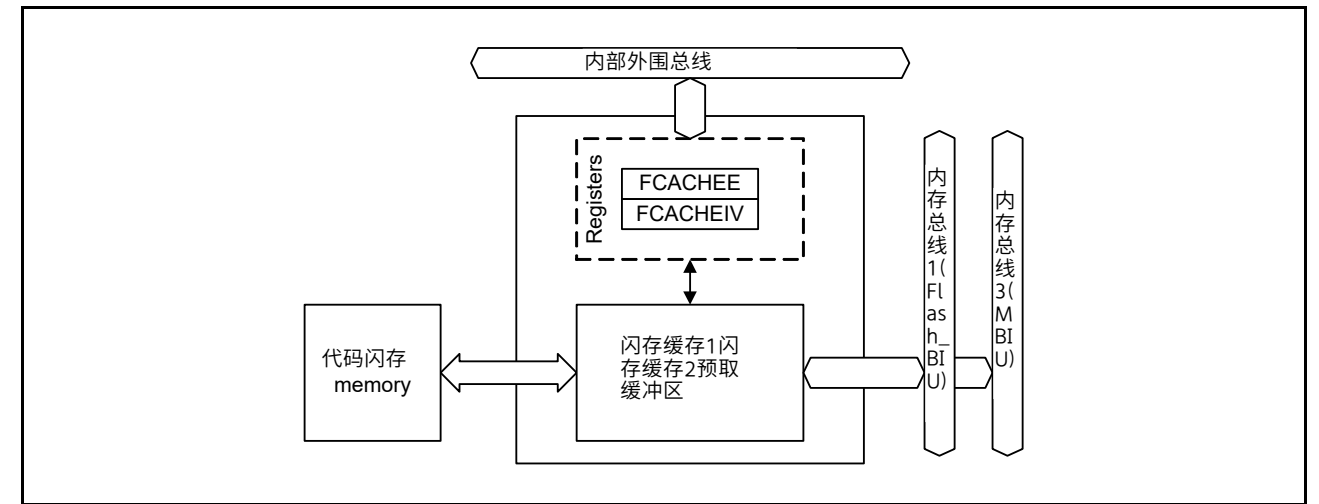 内部外围总线
Registers
FCACHEE
FCACHEIV
代码闪存
memory
闪存缓存1闪
存缓存2预取
缓冲区
内
存
总
线
1(
Fl
as
h_
BI
U)
内
存
总
线
3(
M
BI
U)